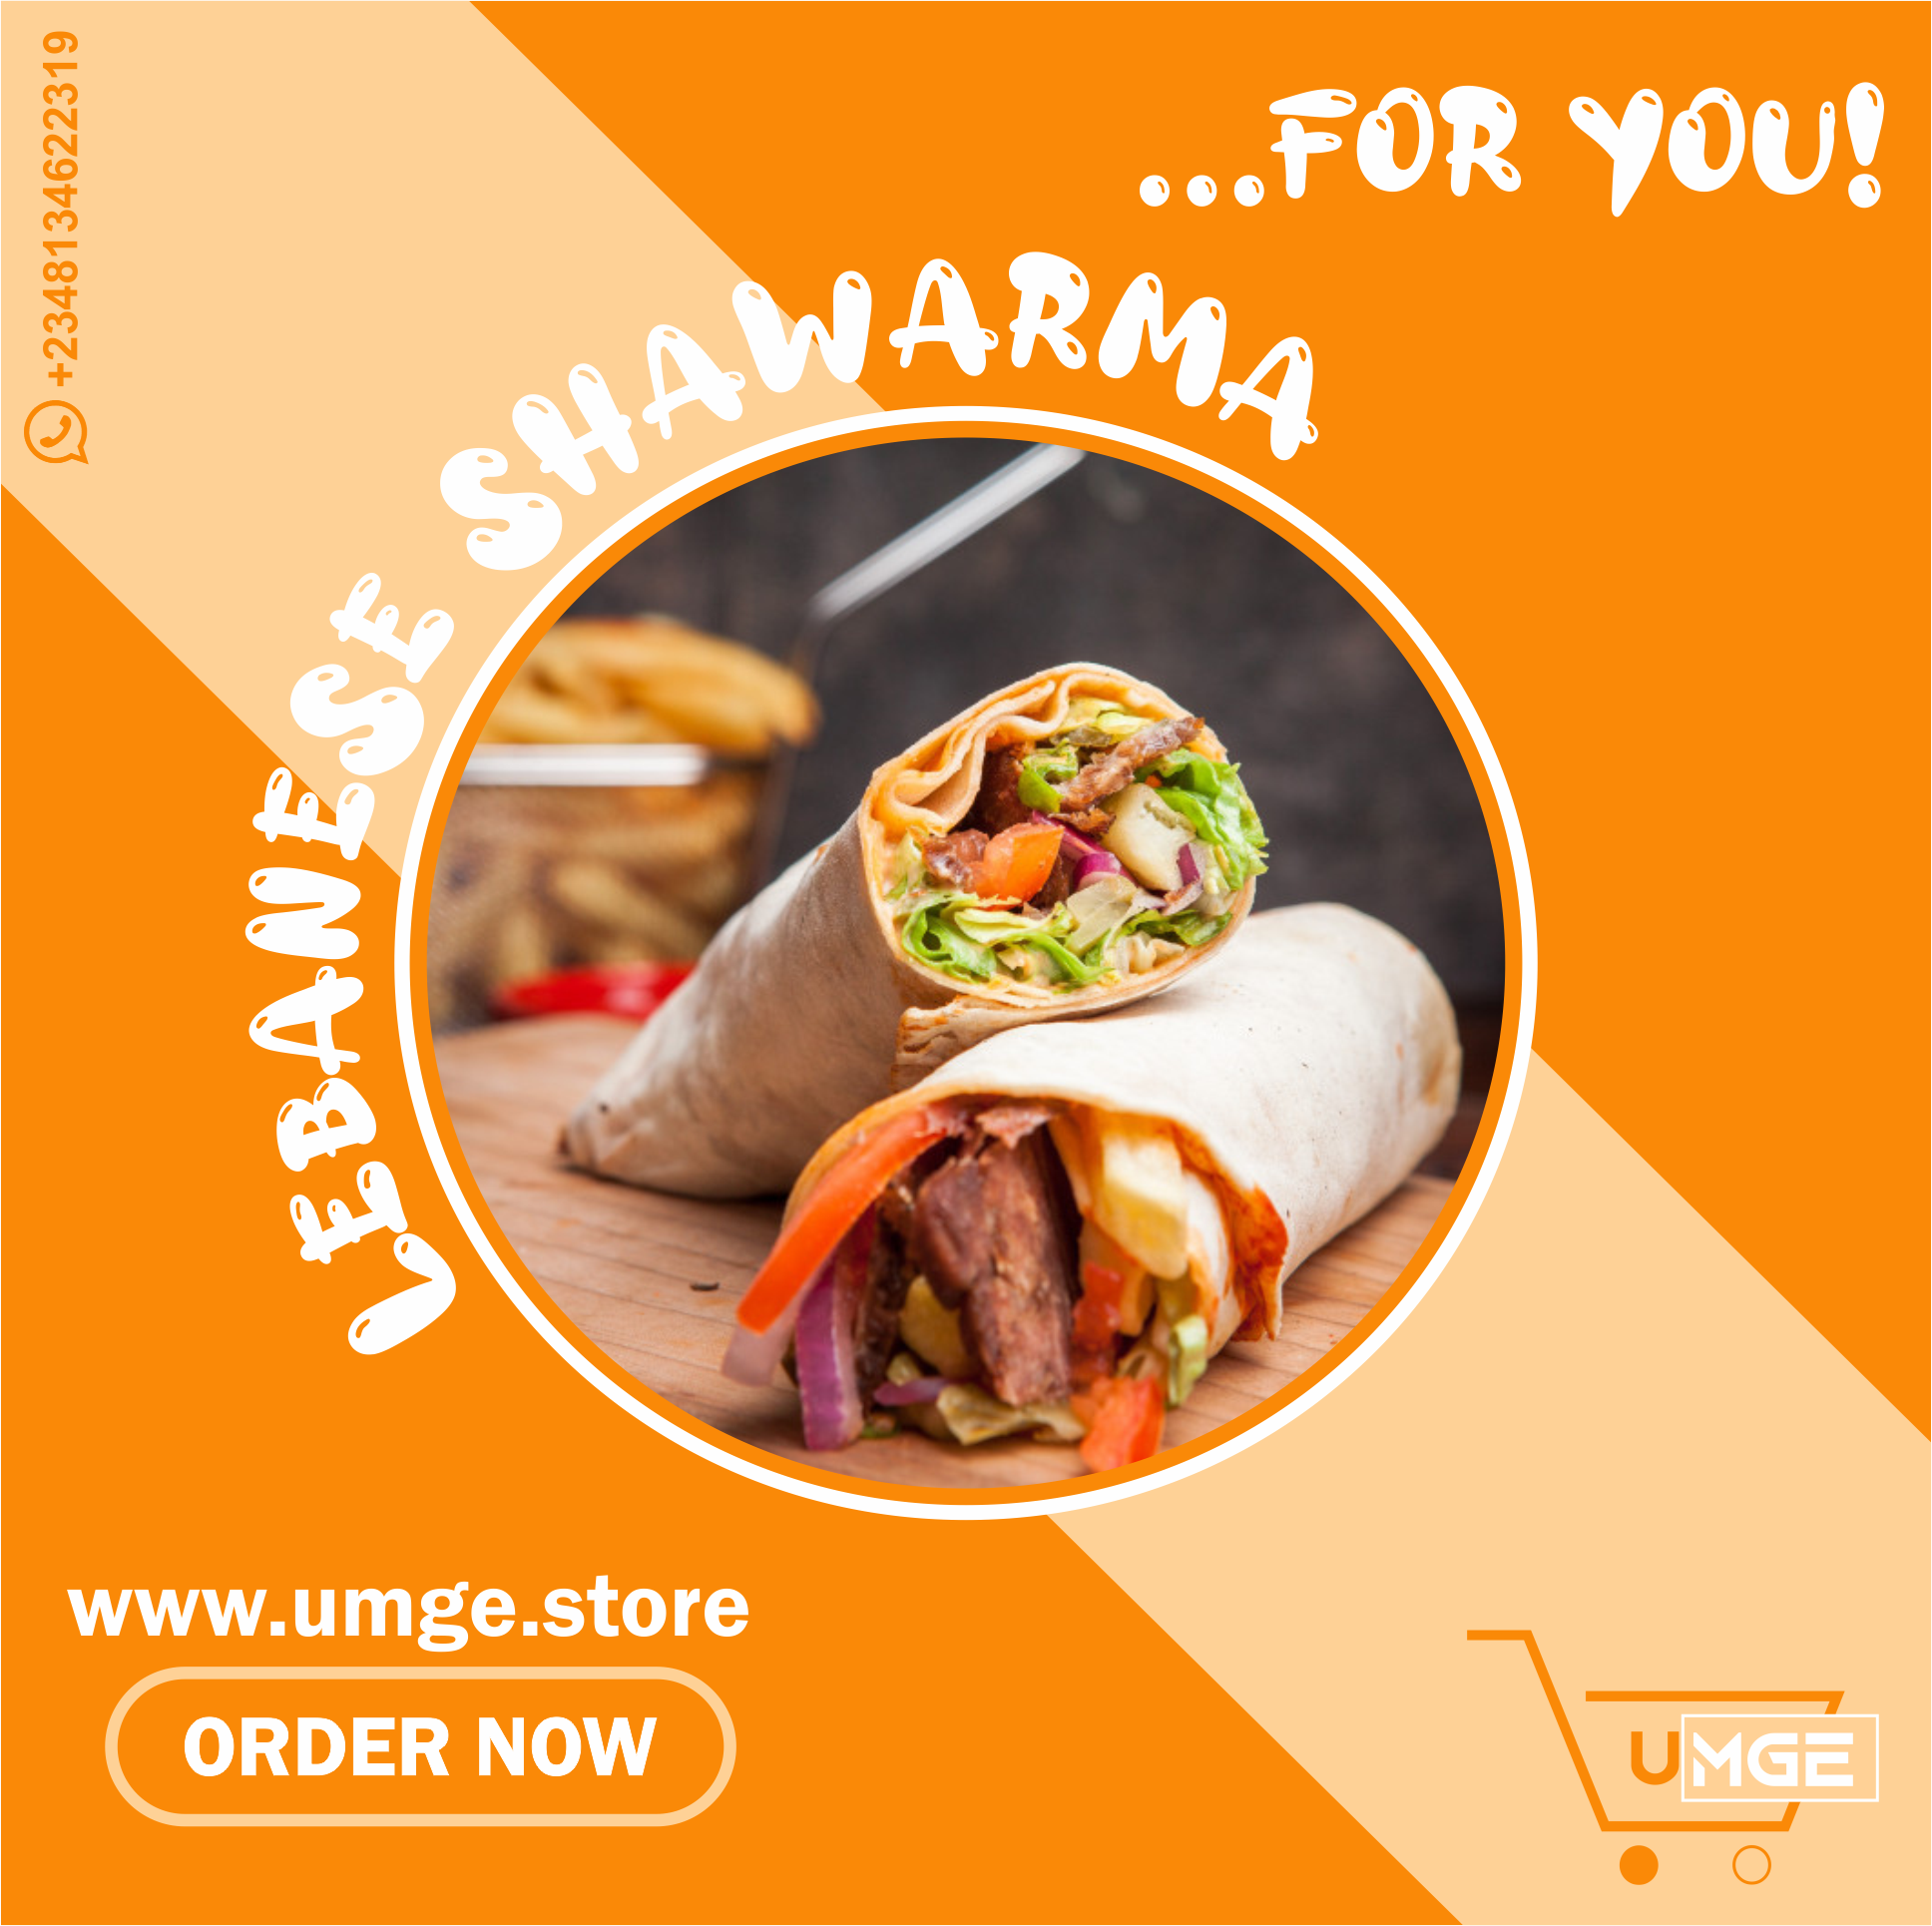 +2348134622319
...FOR YOU!
LEBANESE SHAWARMA
www.umge.store
ORDER NOW
UMGE